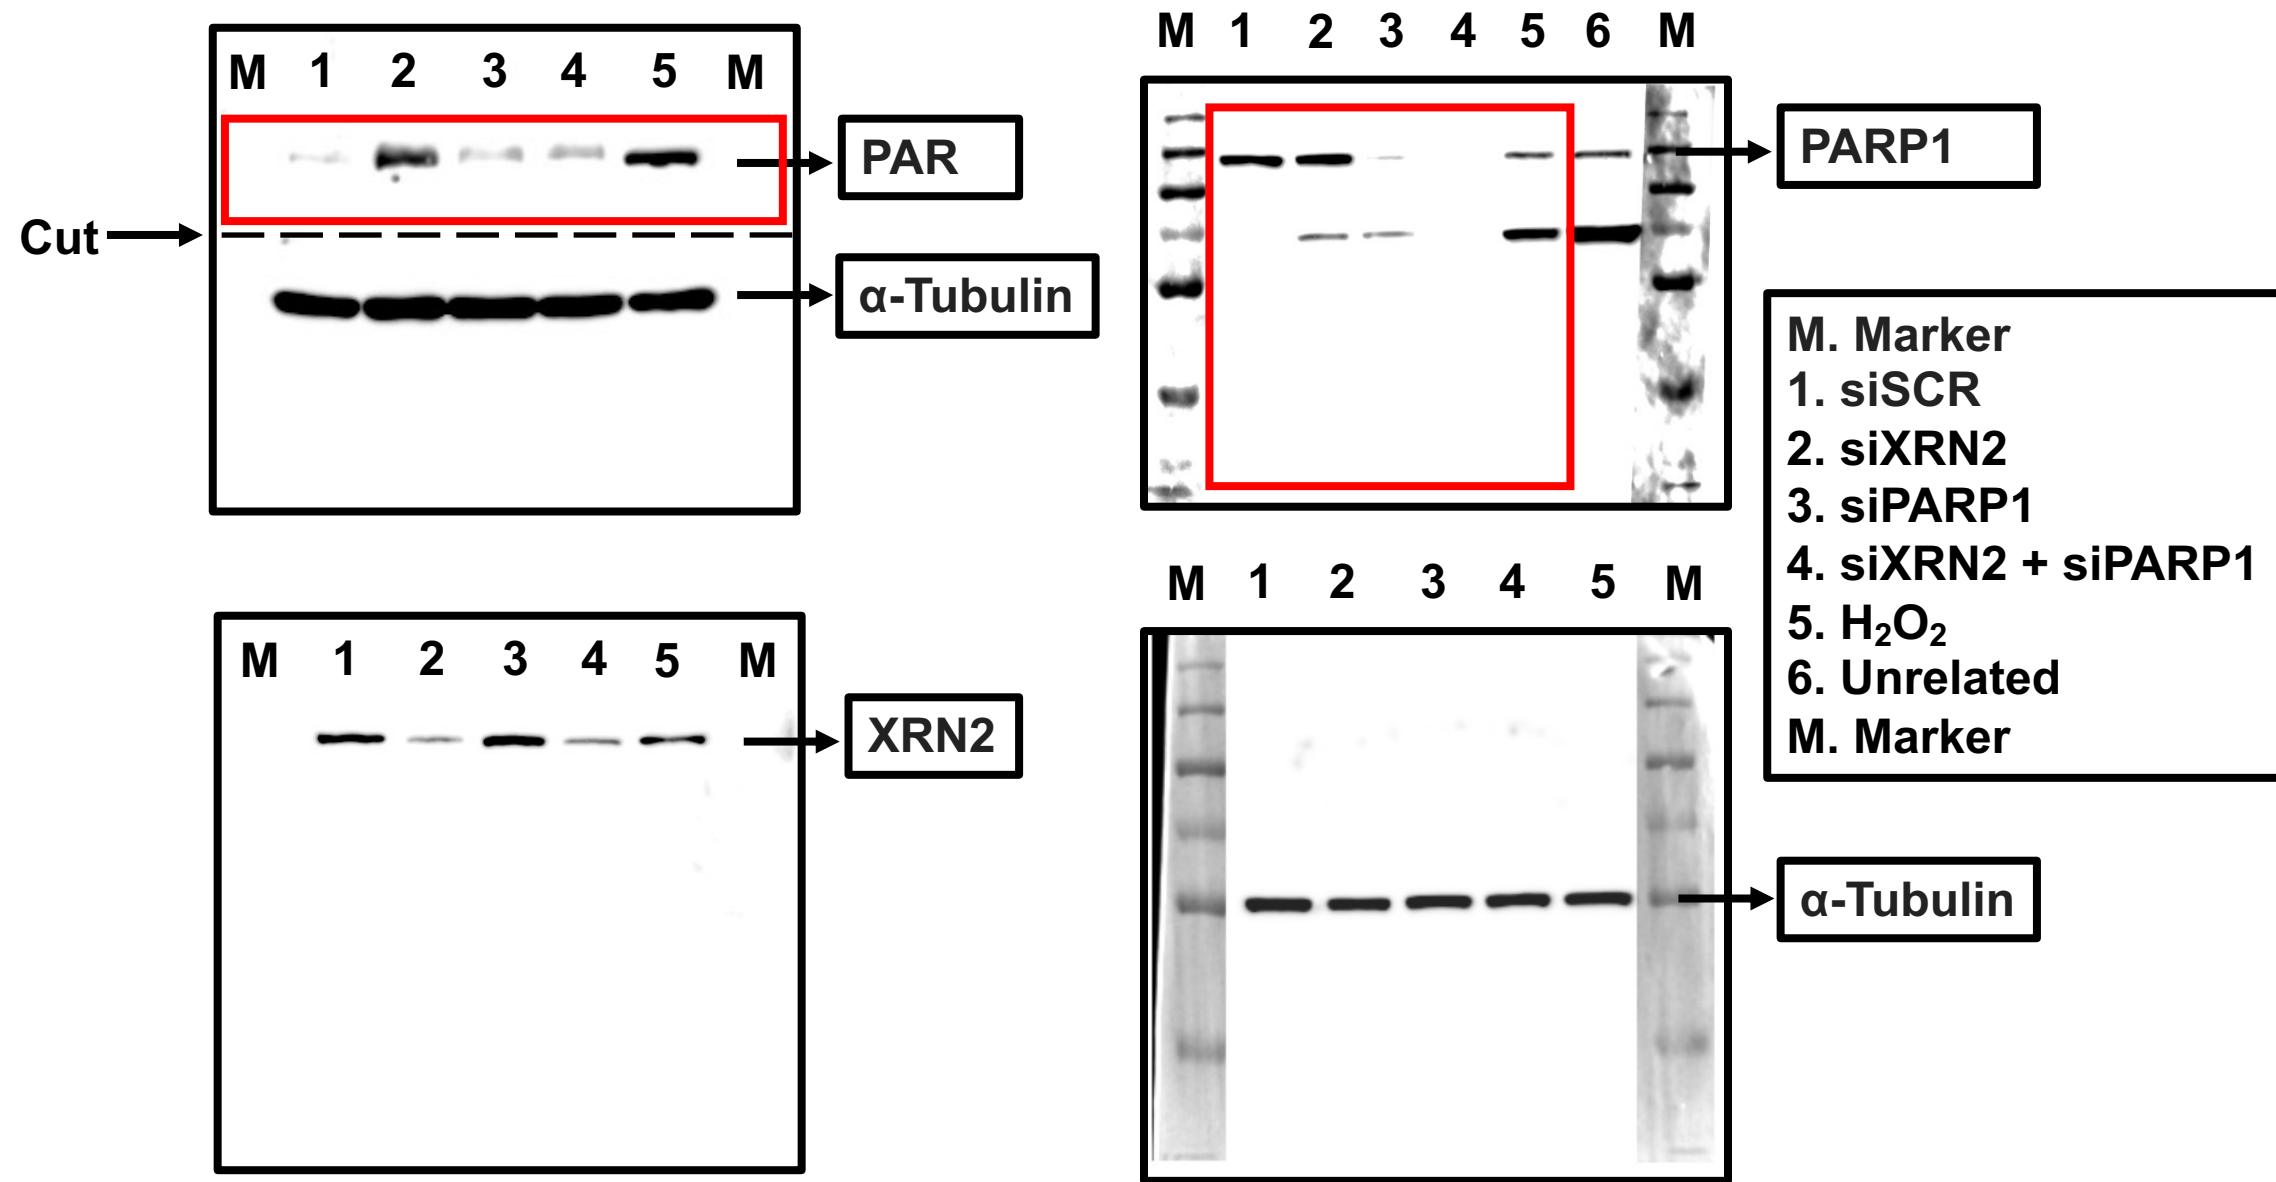 M 1 2 3 4 5 M
PAR
Cut
α-Tubulin
M 1 2 3 4 5 6 M
PARP1
M 1 2 3 4 5 M
XRN2
M 1 2 3 4 5 M
α-Tubulin
M. Marker
1. siSCR
2. siXRN2
3. siPARP1
4. siXRN2 + siPARP1
5. H₂O₂
6. Unrelated
M. Marker